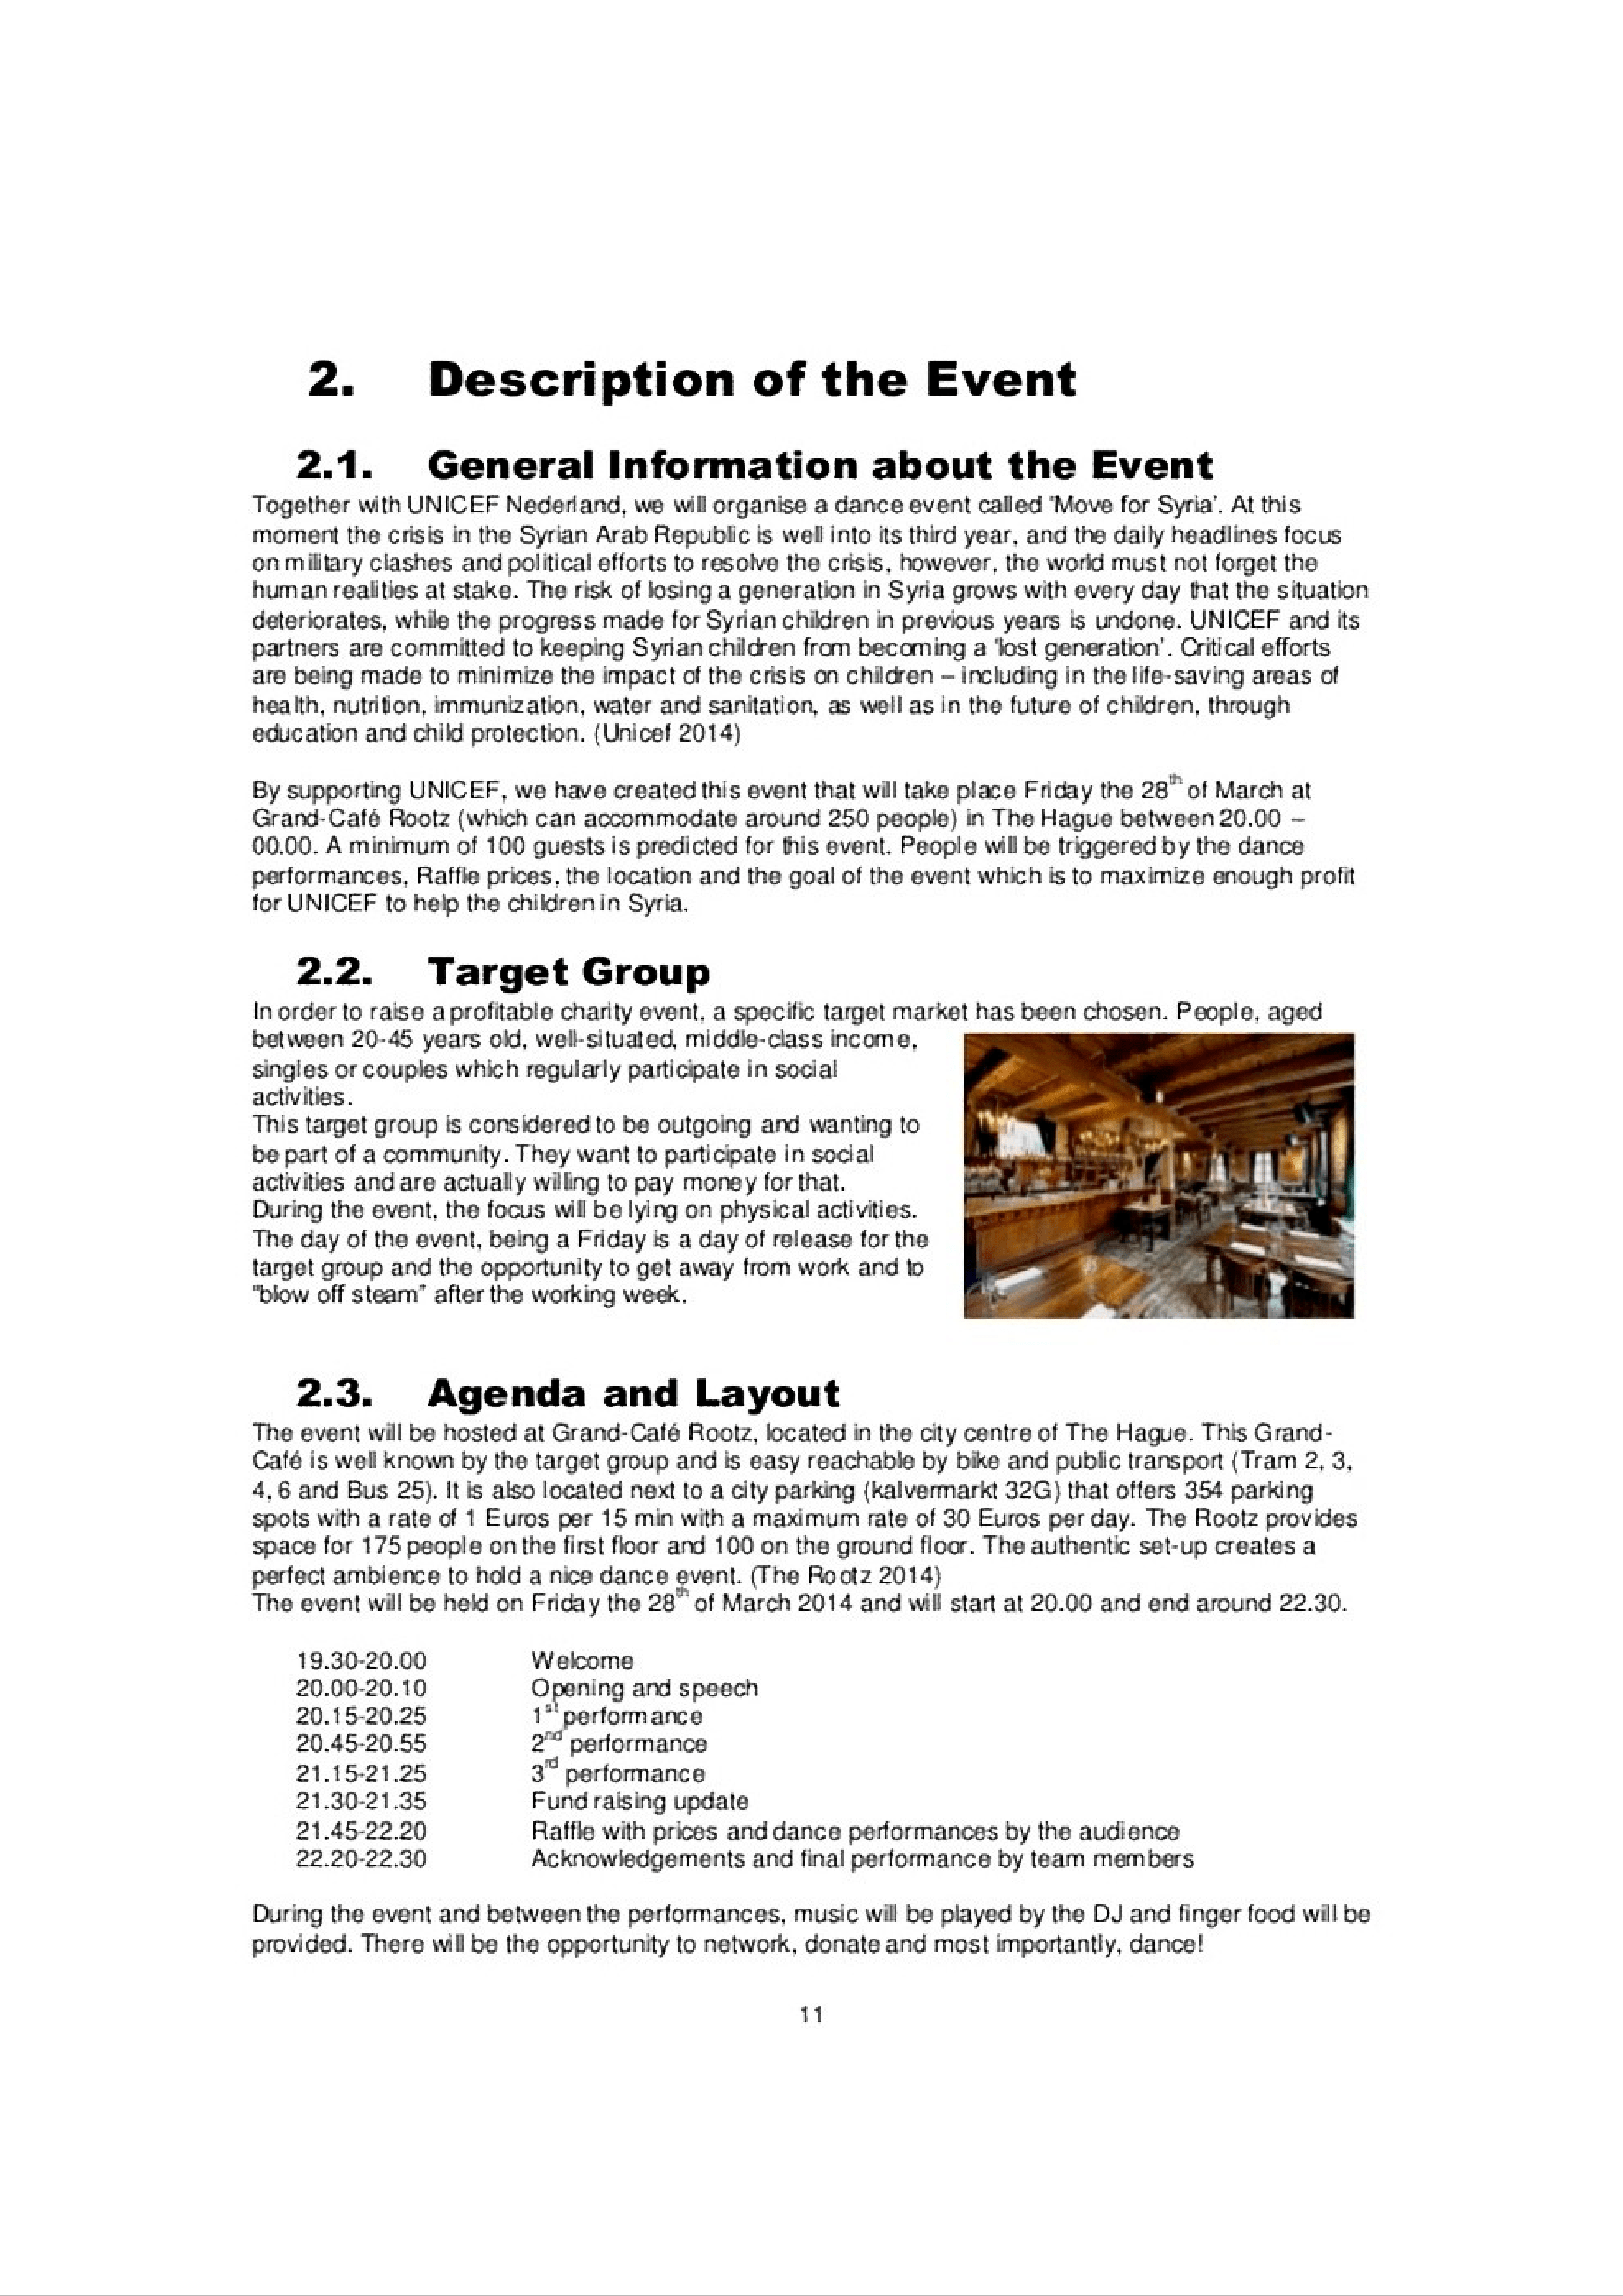 2. Description of the Event
2.1. General Information about the Event
Together with UNICEF Nederland, we will organise a dance event called 'Move for Syria'. At this
moment the crisis in the Syrian Arab Republic is well into its third year, and the daily headlines focus
on military clashes and political efforts to resolve the crisis, however, the world must not forget the
human realities at stake. The risk of losing a generation in Syria grows with every day that the situation
deteriorates, while the progress made for Syrian children in previous years is undone. UNICEF and its
partners are committed to keeping Syrian children from becoming a 'lost generation'. Critical efforts
are being made to minimize the impact of the crisis on children – including in the life-saving areas of
health, nutrition, immunization, water and sanitation, as well as in the future of children, through
education and child protection. (Unicef 2014)
By supporting UNICEF, we have created this event that will take place Friday the 28th of March at
Grand-Café Rootz (which can accommodate around 250 people) in The Hague between 20.00 –
00.00. A minimum of 100 guests is predicted for this event. People will be triggered by the dance
performances, Raffle prices, the location and the goal of the event which is to maximize enough profit
for UNICEF to help the children in Syria.
2.2. Target Group
In order to raise a profitable charity event, a specific target market has been chosen. People, aged
between 20-45 years old, well-situated, middle-class income,
singles or couples which regularly participate in social
activities.
This target group is considered to be outgoing and wanting to
be part of a community. They want to participate in social
activities and are actually willing to pay money for that.
During the event, the focus will be lying on physical activities.
The day of the event, being a Friday is a day of release for the
target group and the opportunity to get away from work and to
"blow off steam" after the working week.
2.3. Agenda and Layout
The event will be hosted at Grand-Café Rootz, located in the city centre of The Hague. This Grand-
Café is well known by the target group and is easy reachable by bike and public transport (Tram 2, 3,
4, 6 and Bus 25). It is also located next to a city parking (kalvermarkt 32G) that offers 354 parking
spots with a rate of 1 Euros per 15 min with a maximum rate of 30 Euros per day. The Rootz provides
space for 175 people on the first floor and 100 on the ground floor. The authentic set-up creates a
perfect ambience to hold a nice dance event. (The Rootz 2014)
The event will be held on Friday the 28th of March 2014 and will start at 20.00 and end around 22.30.
19.30-20.00 Welcome
20.00-20.10 Opening and speech
20.15-20.25 1st performance
20.45-20.55 2nd performance
21.15-21.25 3rd performance
21.30-21.35 Fund raising update
21.45-22.20 Raffle with prices and dance performances by the audience
22.20-22.30 Acknowledgements and final performance by team members
During the event and between the performances, music will be played by the DJ and finger food will be
provided. There will be the opportunity to network, donate and most importantly, dance!
11